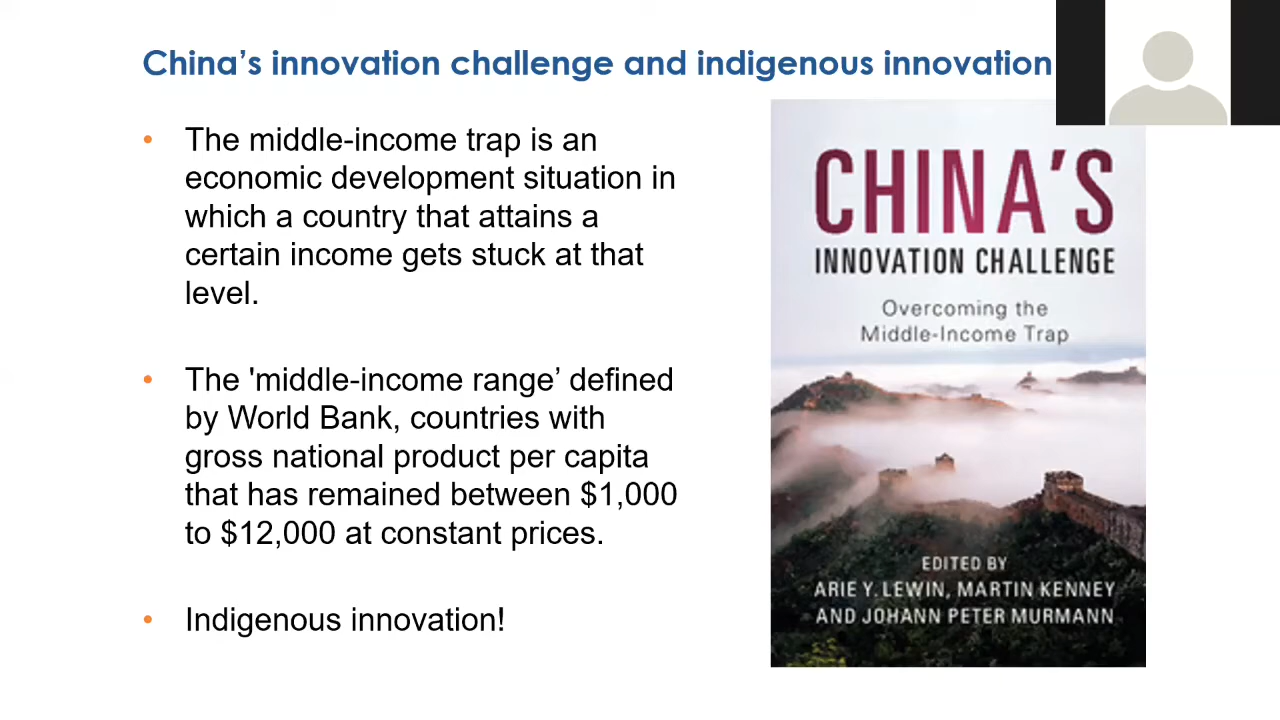 China’s innovation challenge and indigenous innovation
• The middle-income trap is an
economic development situation in
which a country that attains a
certain income gets stuck at that
level.
• The 'middle-income range’ defined
by World Bank, countries with
gross national product per capita
that has remained between $1,000
to $12,000 at constant prices.
• Indigenous innovation!
CHINA’S
INNOVATION CHALLENGE
Overcoming the
Middle-Income Trap
EDITED BY
ARIE Y. LEWIN, MARTIN KENNEY
AND JOHANN PETER MURMANN